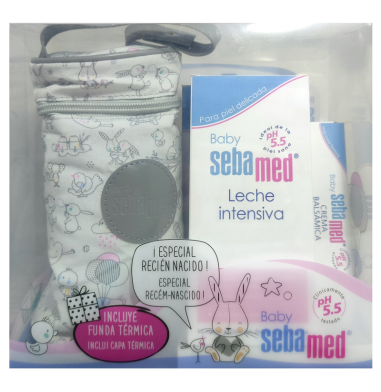 Para piel delicada
Baby
sebamed®
ideal de la
pH
5.5
piel sana
Leche
intensiva
Baby
sebamed®
CREMA
BALSÁMICA
pH
5.5
¡ ESPECIAL
RECIÉN NACIDO !
ESPECIAL
RECÉM-NASCIDO !
INCLUYE
FUNDA TÉRMICA
INCLUI CAPA TÉRMICA
Clínicamente
pH
5.5
testado
Baby
sebamed®